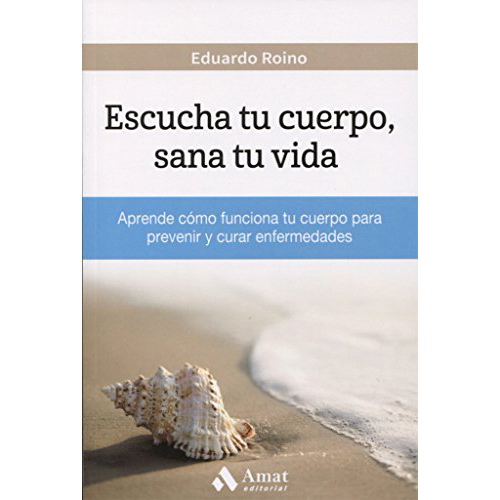 Eduardo Roino
Escucha tu cuerpo,
sana tu vida
Aprende cómo funciona tu cuerpo para
prevenir y curar enfermedades
Amat
editorial